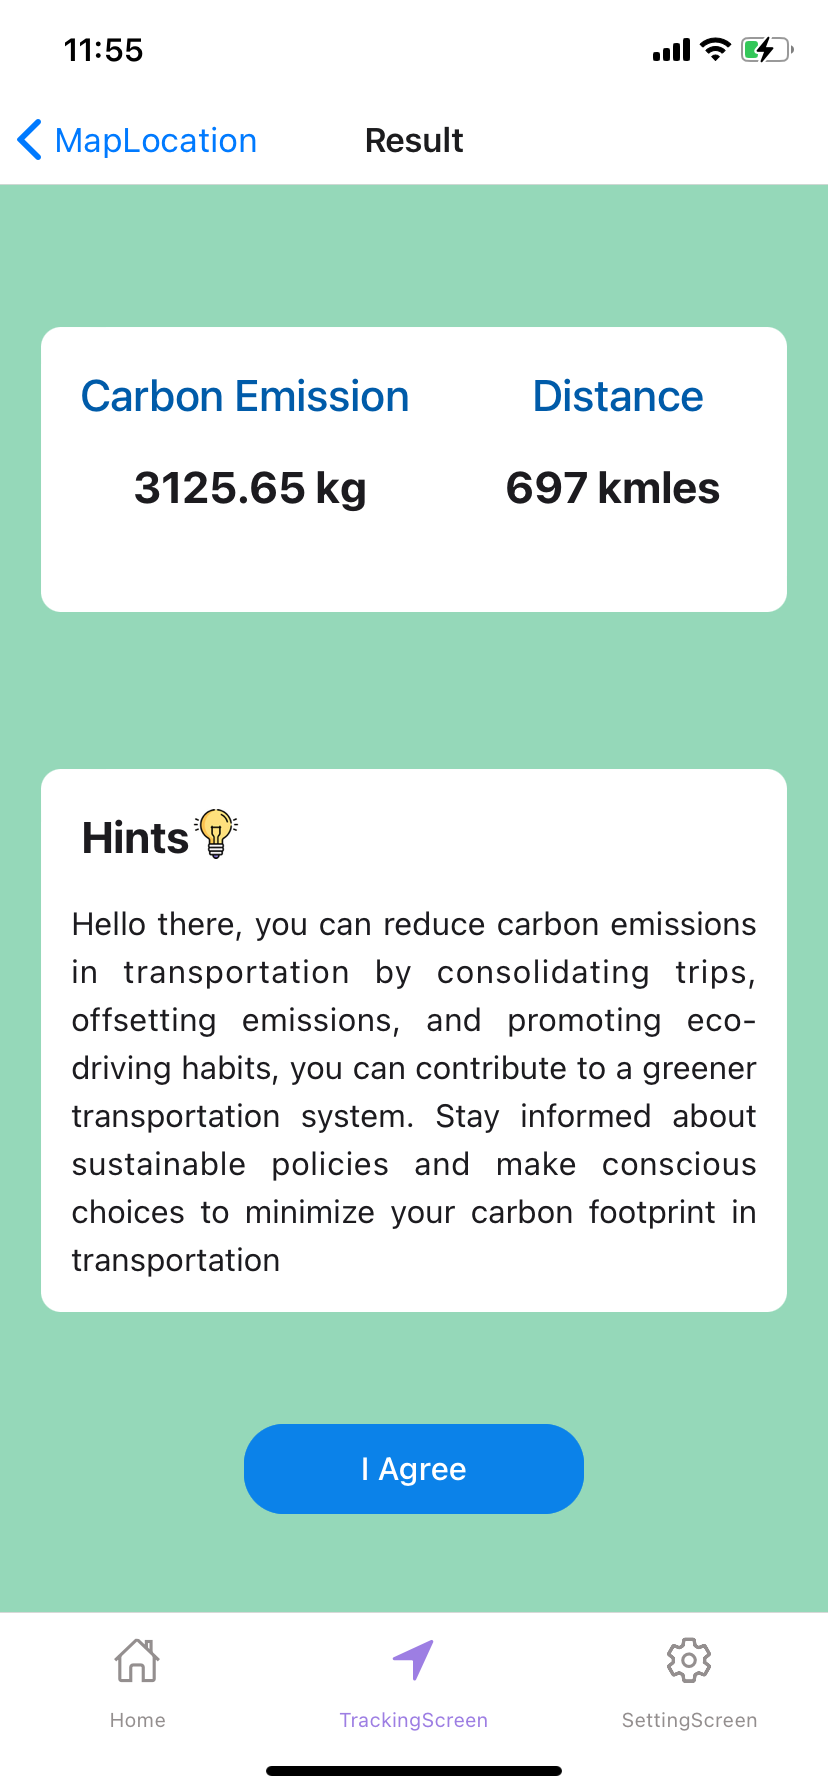 11:55
MapLocation
Result
Carbon Emission
Distance
3125.65 kg
697 kmles
Hints
Hello there, you can reduce carbon emissions
in transportation by consolidating trips,
offsetting emissions, and promoting eco-
driving habits, you can contribute to a greener
transportation system. Stay informed about
sustainable policies and make conscious
choices to minimize your carbon footprint in
transportation
I Agree
Home
TrackingScreen
SettingScreen